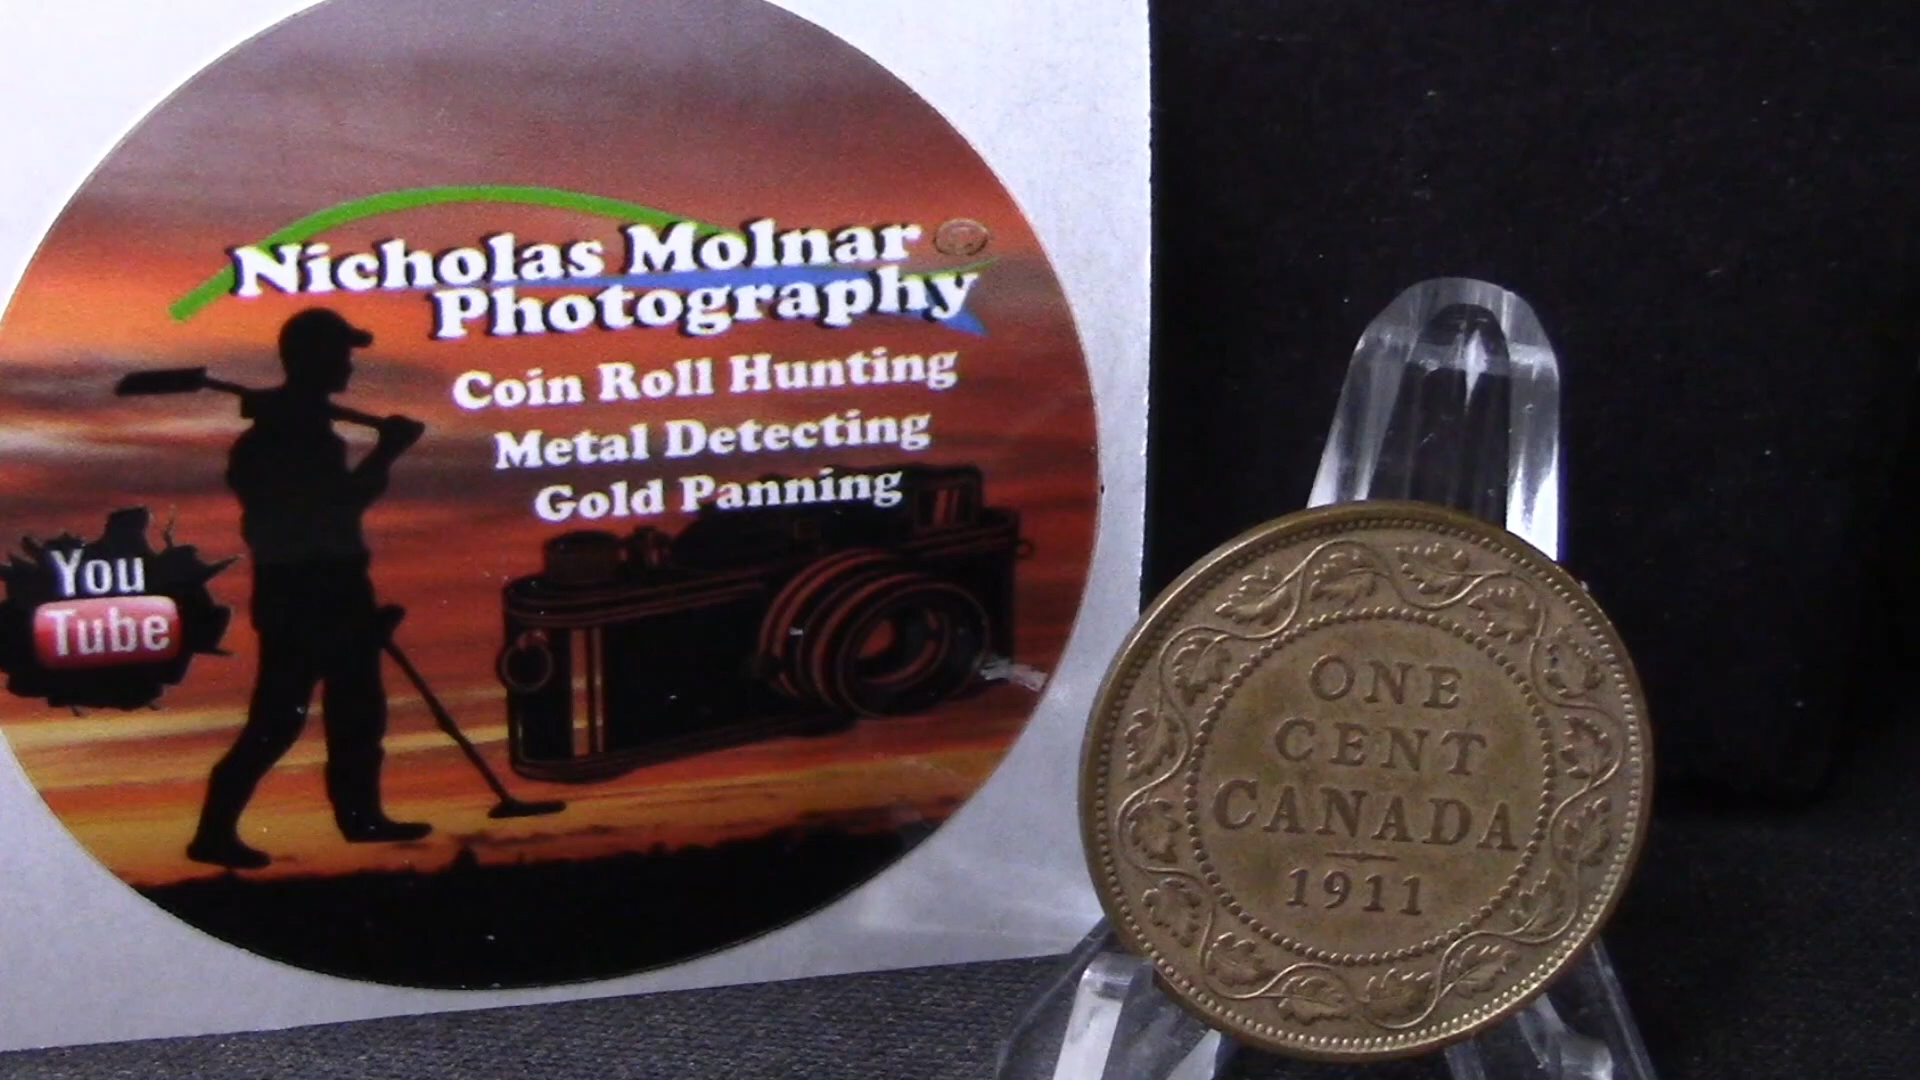 Nicholas Molnar
Photography
Coin Roll Hunting
Metal Detecting
Gold Panning
You
Tube
ONE
CENT
CANADA
1911